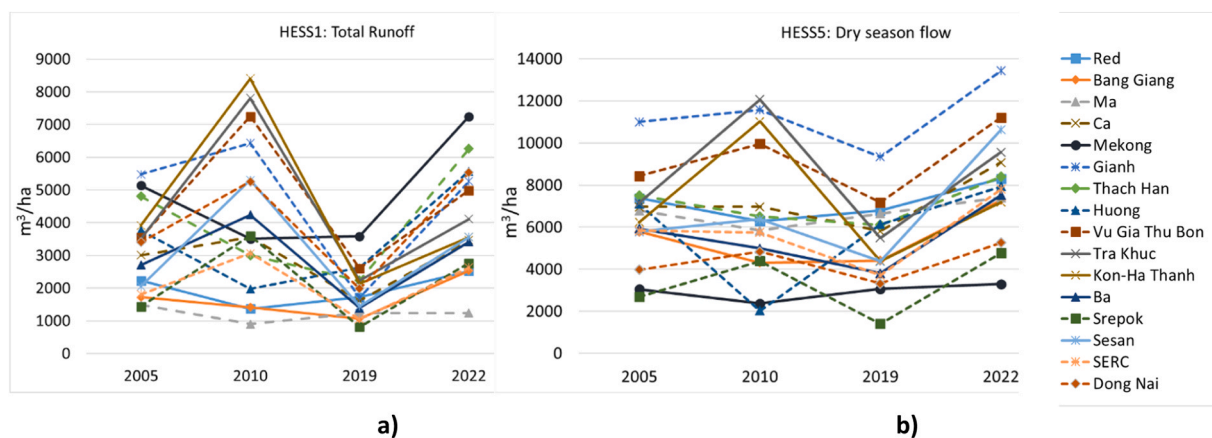 HESS1: Total Runoff
9000
8000
7000
6000
5000
4000
3000
2000
1000
0
m³/ha
2005 2010 2019 2022
a)
HESS5: Dry season flow
14000
12000
10000
8000
6000
4000
2000
0
m³/ha
2005 2010 2019 2022
b)
Red
Bang Giang
Ma
Ca
Mekong
Gianh
Thach Han
Huong
Vu Gia Thu Bon
Tra Khuc
Kon-Ha Thanh
Ba
Srepok
Sesan
SERC
Dong Nai